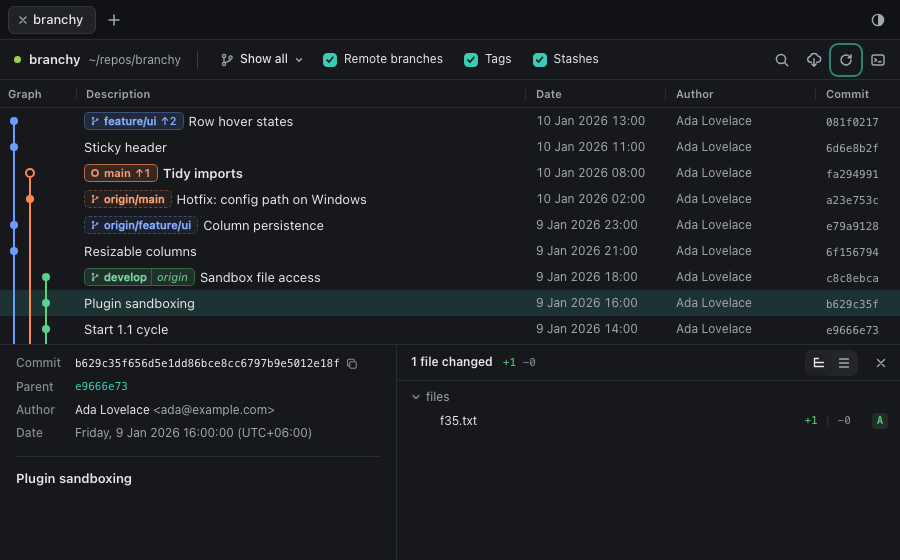 branchy
branchy ~/repos/branchy Show all Remote branches Tags Stashes
Graph Description Date Author Commit
feature/ui ↑2 Row hover states 10 Jan 2026 13:00 Ada Lovelace 081f0217
Sticky header 10 Jan 2026 11:00 Ada Lovelace 6d6e8b2f
main ↑1 Tidy imports 10 Jan 2026 08:00 Ada Lovelace fa294991
origin/main Hotfix: config path on Windows 10 Jan 2026 02:00 Ada Lovelace a23e753c
origin/feature/ui Column persistence 9 Jan 2026 23:00 Ada Lovelace e79a9128
Resizable columns 9 Jan 2026 21:00 Ada Lovelace 6f156794
develop origin Sandbox file access 9 Jan 2026 18:00 Ada Lovelace c8c8ebca
Plugin sandboxing 9 Jan 2026 16:00 Ada Lovelace b629c35f
Start 1.1 cycle 9 Jan 2026 14:00 Ada Lovelace e9666e73
Commit b629c35f656d5e1dd86bce8cc6797b9e5012e18f
Parent e9666e73
Author Ada Lovelace <ada@example.com>
Date Friday, 9 Jan 2026 16:00:00 (UTC+06:00)
Plugin sandboxing
1 file changed +1 −0
files
f35.txt +1 | −0 A